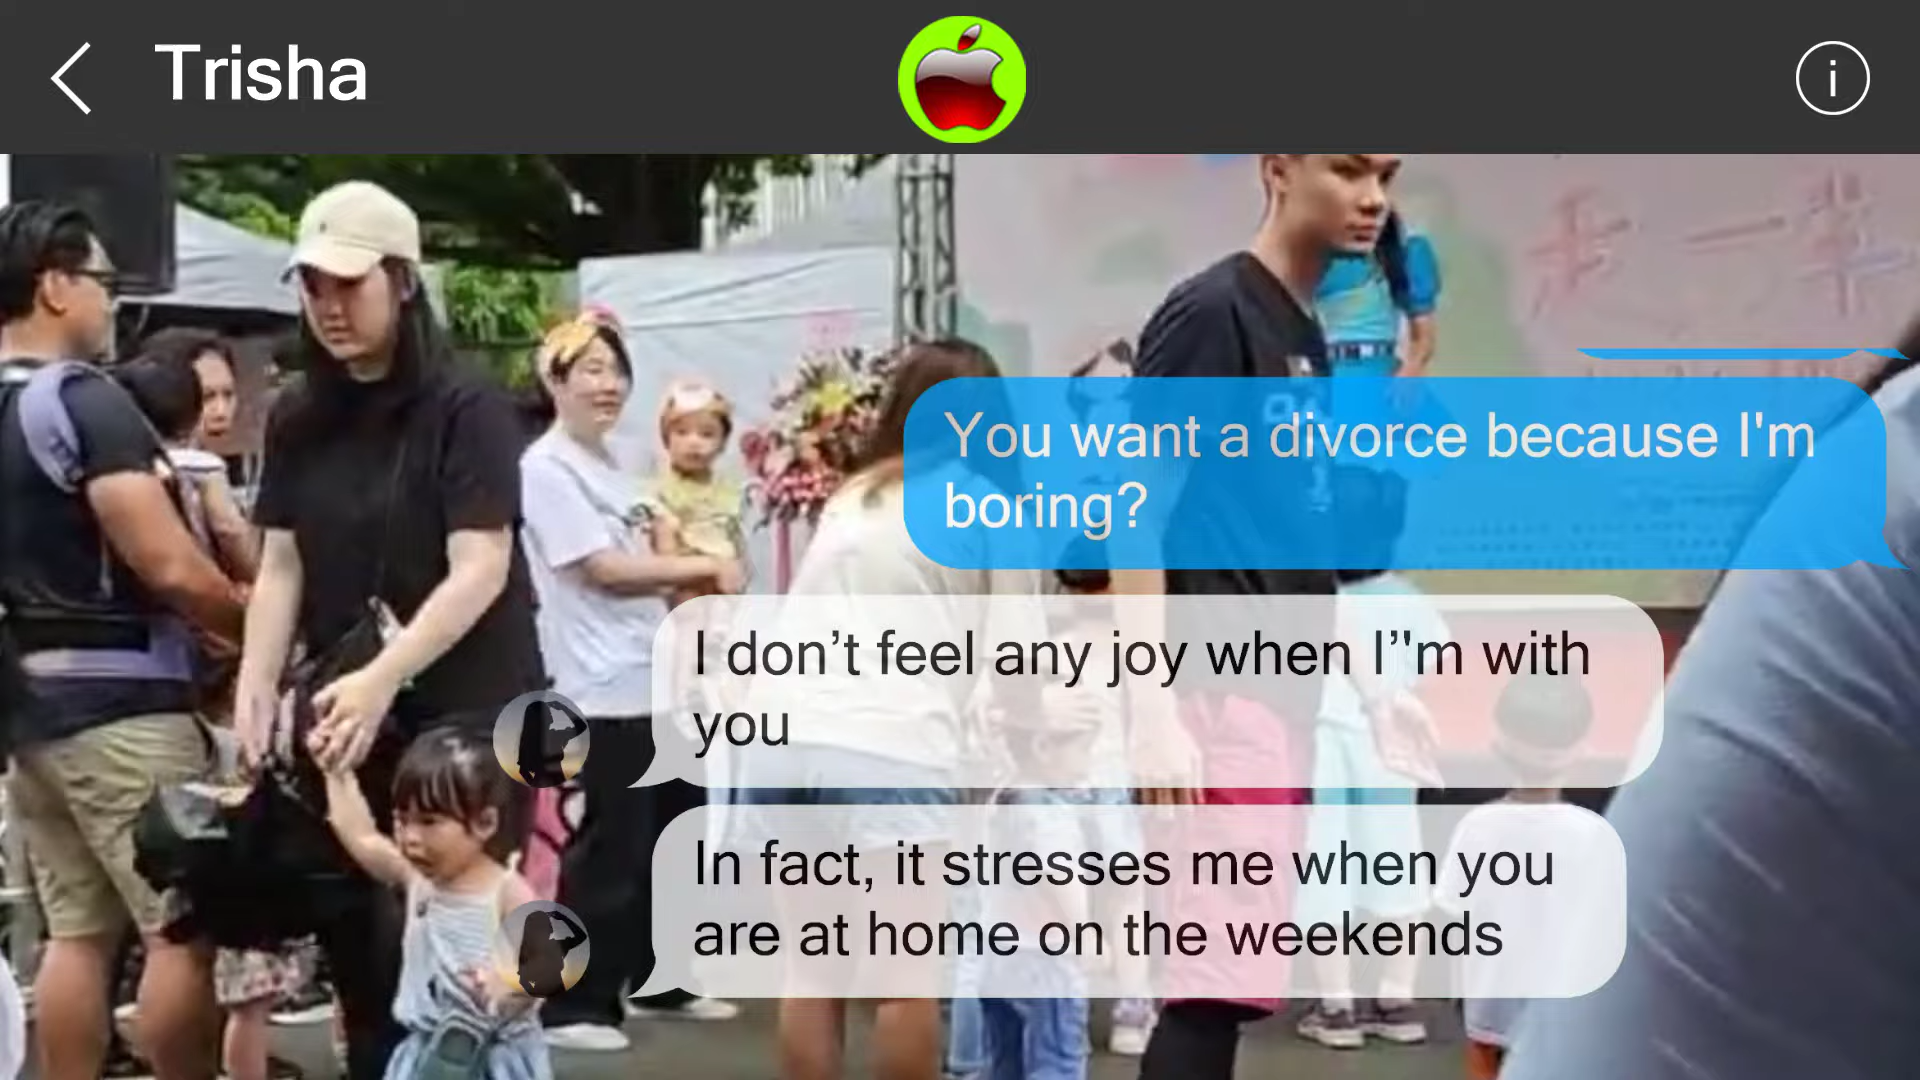 Trisha
You want a divorce because I'm
boring?
I don’t feel any joy when I’'m with
you
In fact, it stresses me when you
are at home on the weekends